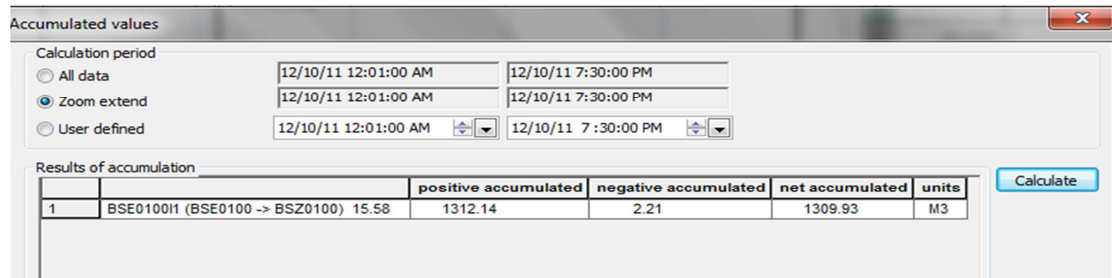 Accumulated values
Calculation period
All data 12/10/11 12:01:00 AM 12/10/11 7:30:00 PM
Zoom extend 12/10/11 12:01:00 AM 12/10/11 7:30:00 PM
User defined 12/10/11 12:01:00 AM 12/10/11 7:30:00 PM
Results of accumulation
Calculate
positive accumulated negative accumulated net accumulated units
1 BSE0100I1 (BSE0100 -> BSZ0100) 15.58 1312.14 2.21 1309.93 M3